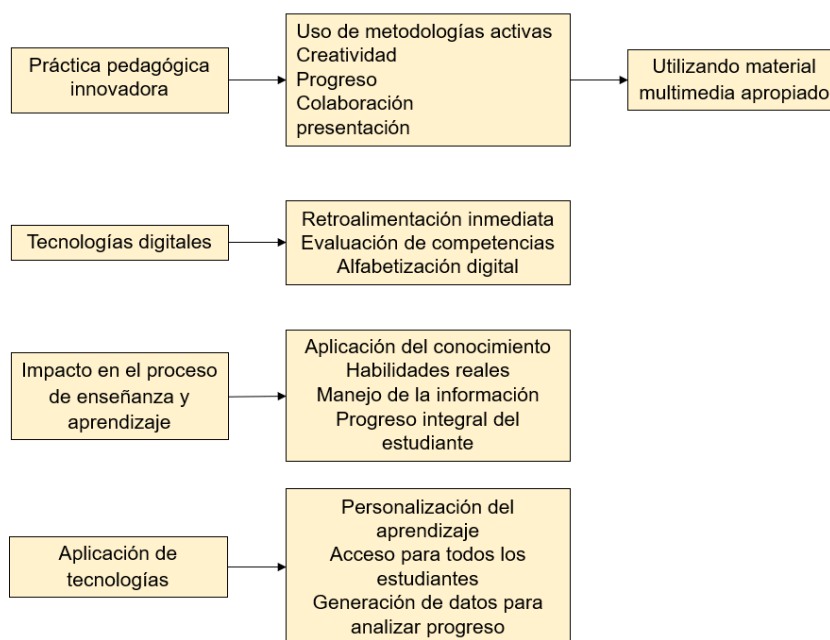 Práctica pedagógica
innovadora
Uso de metodologías activas
Creatividad
Progreso
Colaboración
presentación
Utilizando material
multimedia apropiado
Tecnologías digitales
Retroalimentación inmediata
Evaluación de competencias
Alfabetización digital
Impacto en el proceso
de enseñanza y
aprendizaje
Aplicación del conocimiento
Habilidades reales
Manejo de la información
Progreso integral del
estudiante
Aplicación de
tecnologías
Personalización del
aprendizaje
Acceso para todos los
estudiantes
Generación de datos para
analizar progreso